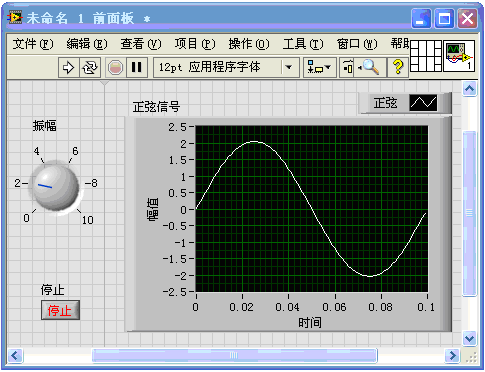 未命名 1 前面板 *
文件(F) 编辑(E) 查看(V) 项目(P) 操作(O) 工具(T) 窗口(W) 帮助
12pt 应用程序字体
?
1
正弦信号
正弦
振幅
0
2
4
6
8
10
幅值
2.5
2
1.5
1
0.5
0
-0.5
-1
-1.5
-2
-2.5
0 0.02 0.04 0.06 0.08 0.1
时间
停止
停止